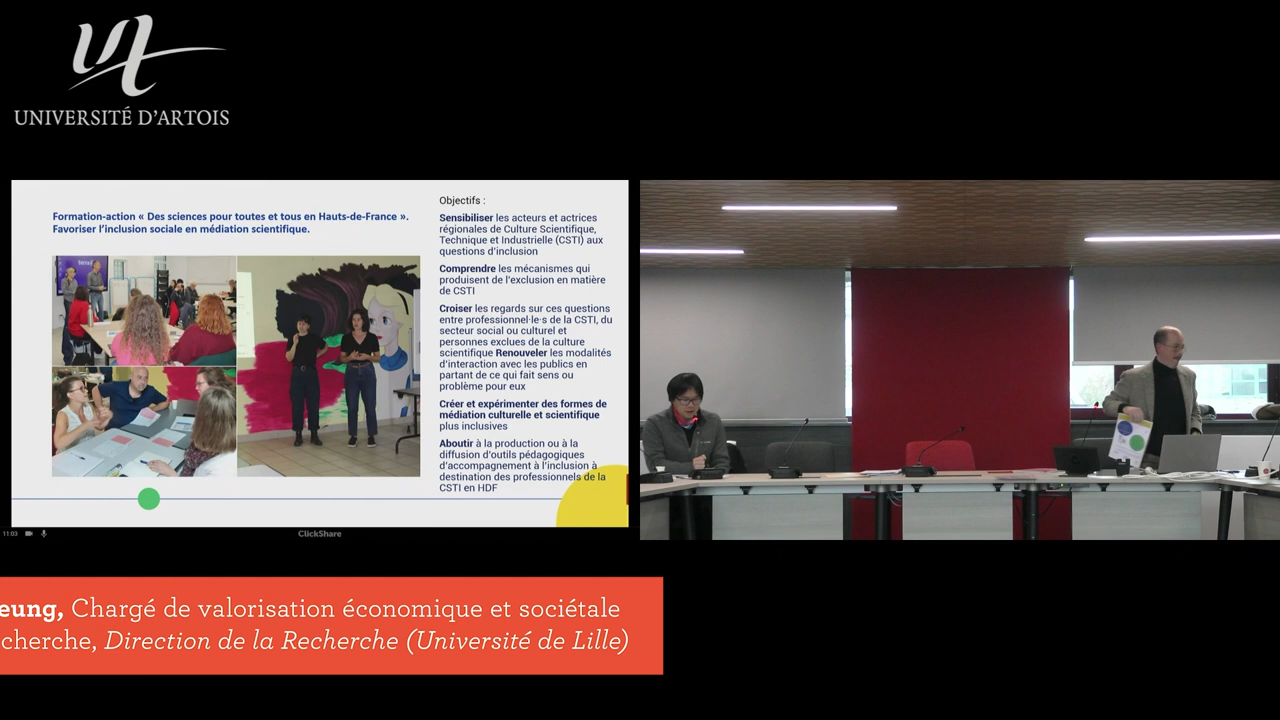 UNIVERSITÉ D'ARTOIS
Formation-action « Des sciences pour toutes et tous en Hauts-de-France ».
Favoriser l'inclusion sociale en médiation scientifique.
Objectifs :
Sensibiliser les acteurs et actrices
régionales de Culture Scientifique,
Technique et Industrielle (CSTI) aux
questions d'inclusion
Comprendre les mécanismes qui
produisent de l'exclusion en matière
de CSTI
Croiser les regards sur ces questions
entre professionnel·le·s de la CSTI, du
secteur social ou culturel et
personnes exclues de la culture
scientifique Renouveler les modalités
d'interaction avec les publics en
partant de ce qui fait sens ou
problème pour eux
Créer et expérimenter des formes de
médiation culturelle et scientifique
plus inclusives
Aboutir à la production ou à la
diffusion d'outils pédagogiques
d'accompagnement à l'inclusion à
destination des professionnels de la
CSTI en HDF
11:03
ClickShare
eung, Chargé de valorisation économique et sociétale
cherche, Direction de la Recherche (Université de Lille)